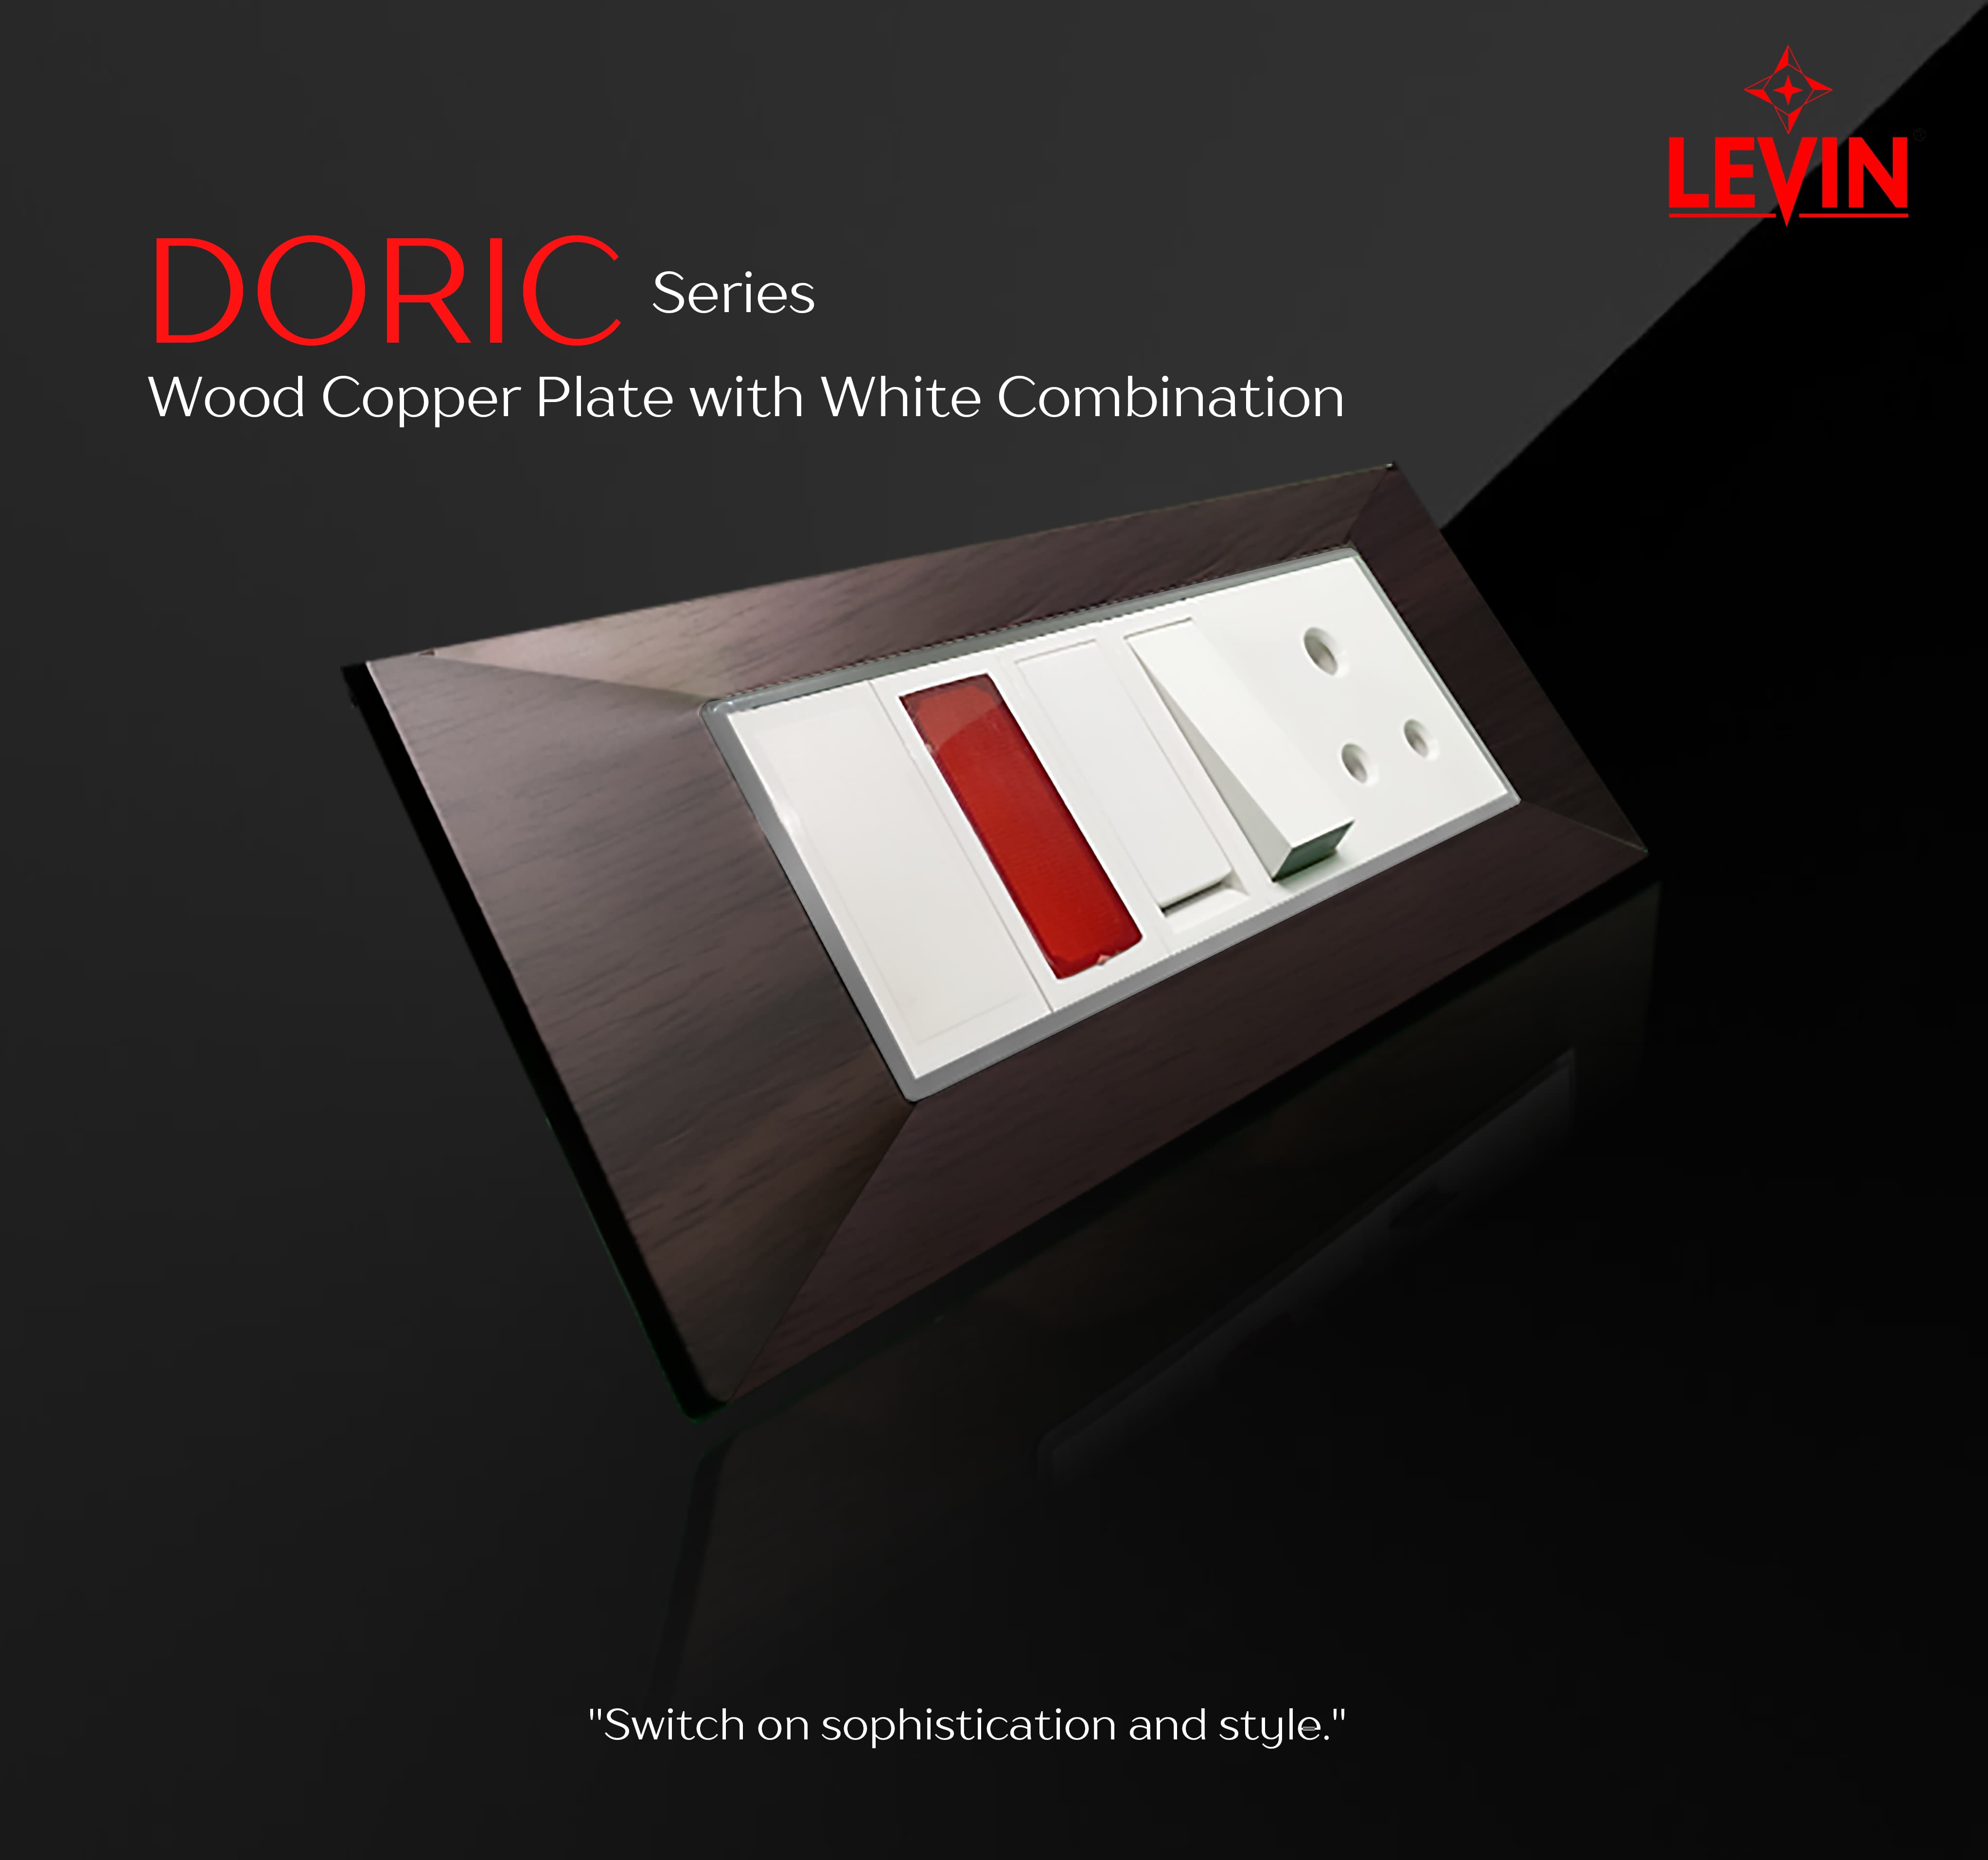 LEVIN
DORIC Series
Wood Copper Plate with White Combination
"Switch on sophistication and style."